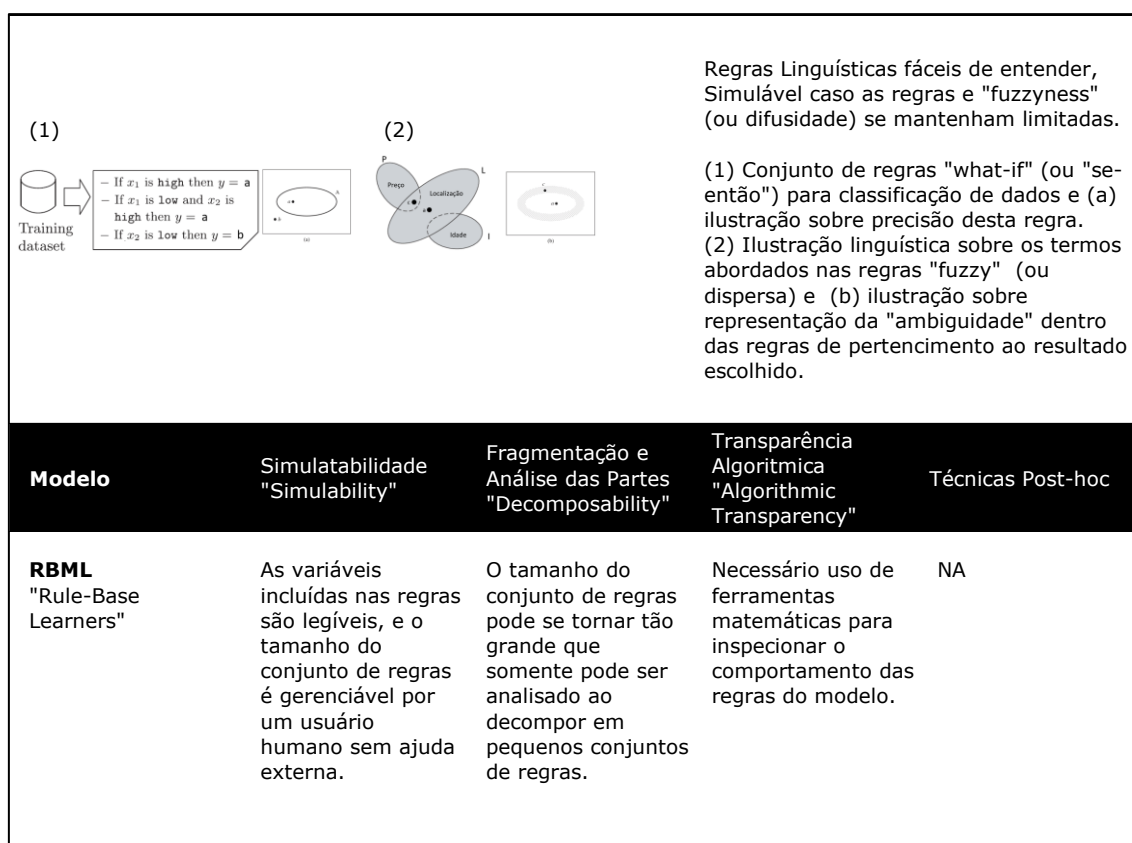 Regras Linguísticas fáceis de entender,
Simulável caso as regras e "fuzzyness"
(ou difusidade) se mantenham limitadas.
(1) Conjunto de regras "what-if" (ou "se-
então") para classificação de dados e (a)
ilustração sobre precisão desta regra.
(2) Ilustração linguística sobre os termos
abordados nas regras "fuzzy" (ou
dispersa) e (b) ilustração sobre
representação da "ambiguidade" dentro
das regras de pertencimento ao resultado
escolhido.
(1)
Training
dataset
– If x₁ is high then y = a
– If x₁ is low and x₂ is
high then y = a
– If x₂ is low then y = b
(a)
(2)
P
L
Preço
Localização
Idade
I
(b)
Modelo
Simulatabilidade
"Simulability"
Fragmentação e
Análise das Partes
"Decomposability"
Transparência
Algoritmica
"Algorithmic
Transparency"
Técnicas Post-hoc
RBML
"Rule-Base
Learners"
As variáveis
incluídas nas regras
são legíveis, e o
tamanho do
conjunto de regras
é gerenciável por
um usuário
humano sem ajuda
externa.
O tamanho do
conjunto de regras
pode se tornar tão
grande que
somente pode ser
analisado ao
decompor em
pequenos conjuntos
de regras.
Necessário uso de
ferramentas
matemáticas para
inspecionar o
comportamento das
regras do modelo.
NA